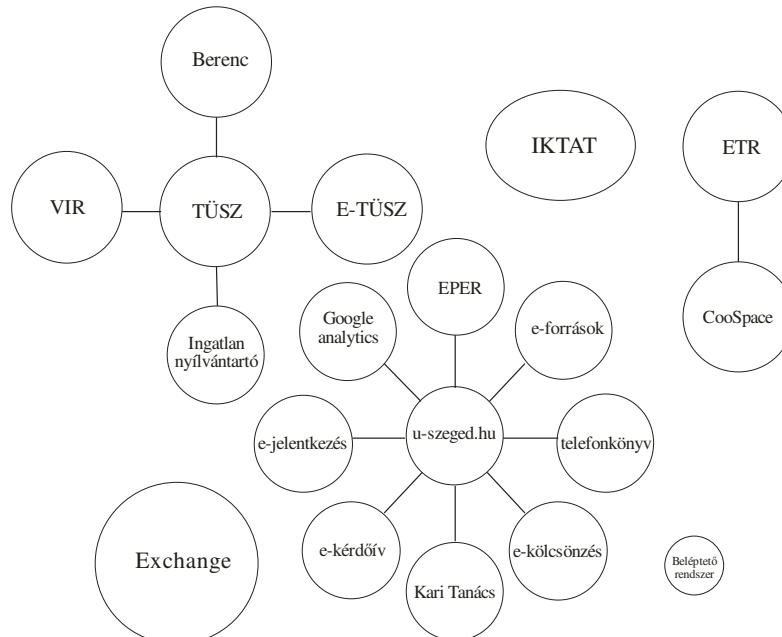 Berenc
IKTAT
ETR
VIR
TÜSZ
E-TÜSZ
EPER
Google
analytics
e-források
CooSpace
Ingatlan
nyílvántartó
e-jelentkezés
u-szeged.hu
telefonkönyv
e-kérdőív
e-kölcsönzés
Exchange
Kari Tanács
Beléptető
rendszer